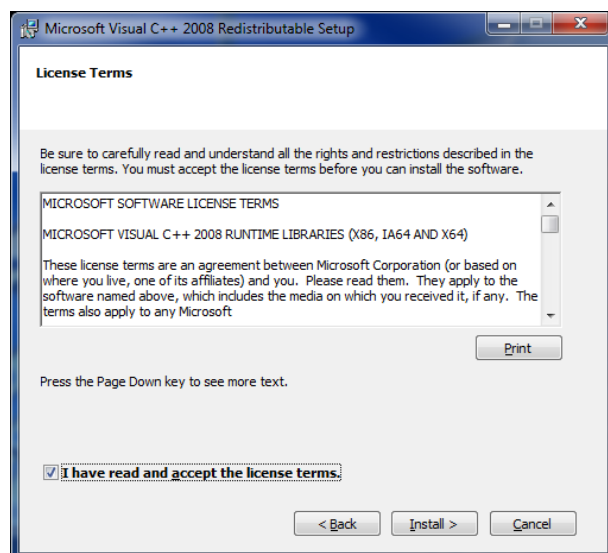 Microsoft Visual C++ 2008 Redistributable Setup
License Terms
Be sure to carefully read and understand all the rights and restrictions described in the
license terms. You must accept the license terms before you can install the software.
MICROSOFT SOFTWARE LICENSE TERMS
MICROSOFT VISUAL C++ 2008 RUNTIME LIBRARIES (X86, IA64 AND X64)
These license terms are an agreement between Microsoft Corporation (or based on
where you live, one of its affiliates) and you.  Please read them.  They apply to the
software named above, which includes the media on which you received it, if any.  The
terms also apply to any Microsoft
Print
Press the Page Down key to see more text.
I have read and accept the license terms.
< Back Install > Cancel